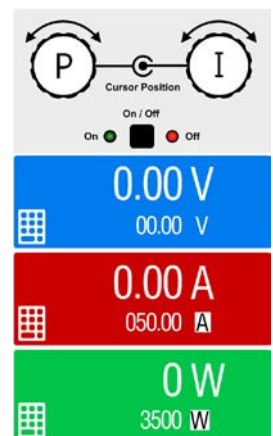 P I
Cursor Position
On / Off
On Off
0.00 V
00.00 V
0.00 A
050.00 A
0 W
3500 W